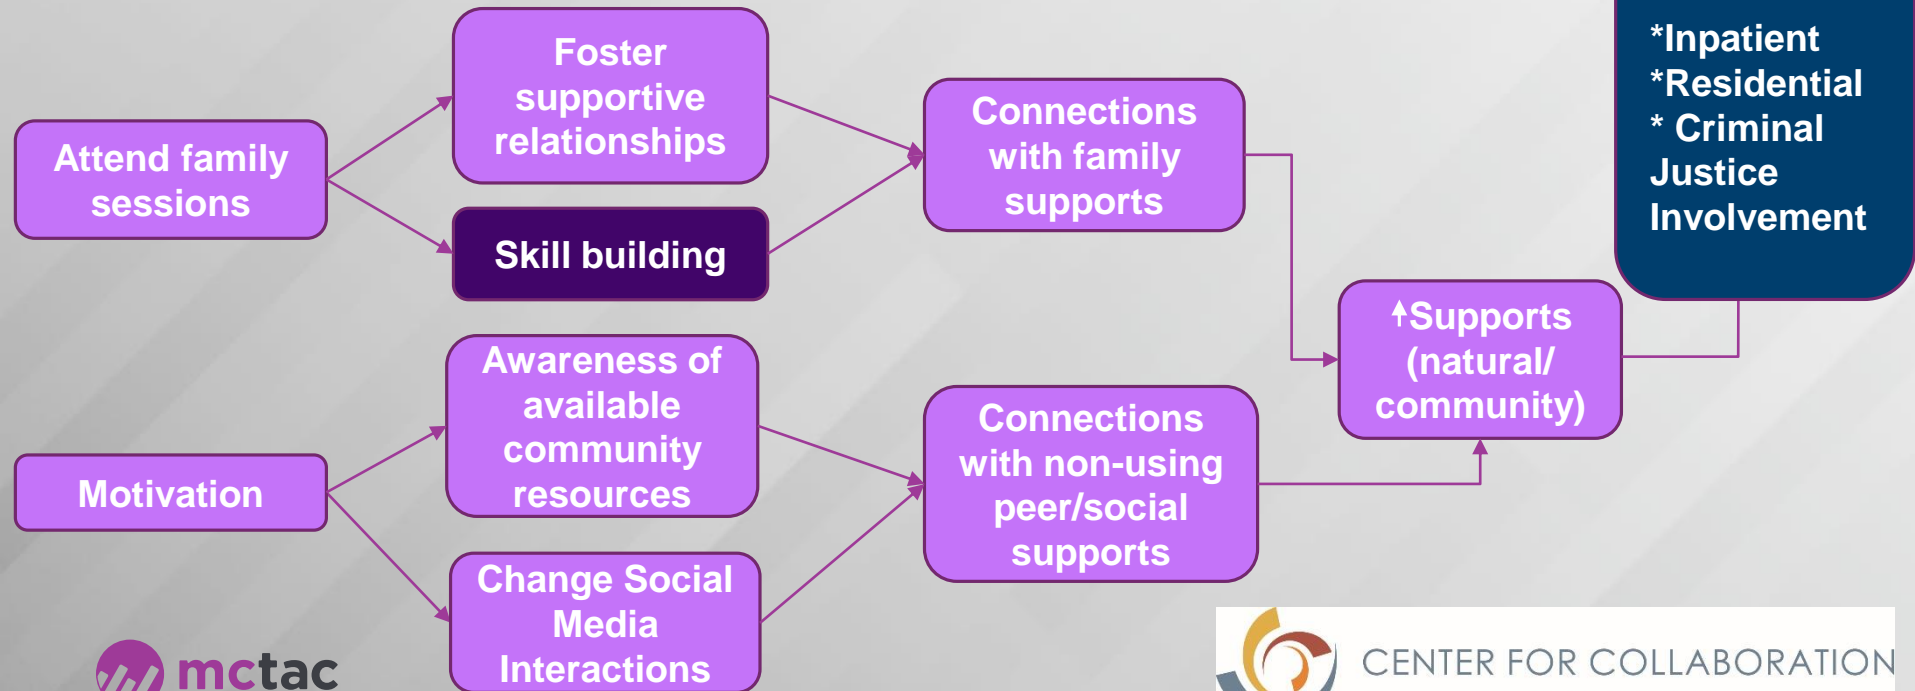 Attend family
sessions
Foster
supportive
relationships
Skill building
Connections
with family
supports
*Inpatient
*Residential
* Criminal
Justice
Involvement
↑Supports
(natural/
community)
Motivation
Awareness of
available
community
resources
Change Social
Media
Interactions
Connections
with non-using
peer/social
supports
mctac
CENTER FOR COLLABORATION